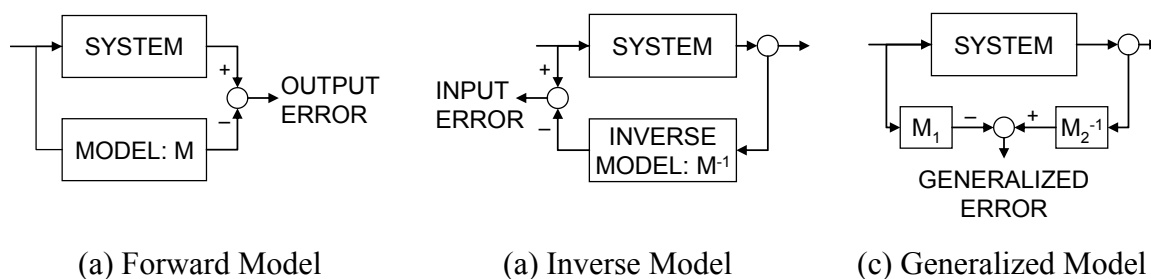 SYSTEM
+
OUTPUT
ERROR
–
MODEL: M
(a) Forward Model
SYSTEM
+
INPUT
ERROR
–
INVERSE
MODEL: M⁻¹
(a) Inverse Model
SYSTEM
M₁
–
+
M₂⁻¹
GENERALIZED
ERROR
(c) Generalized Model